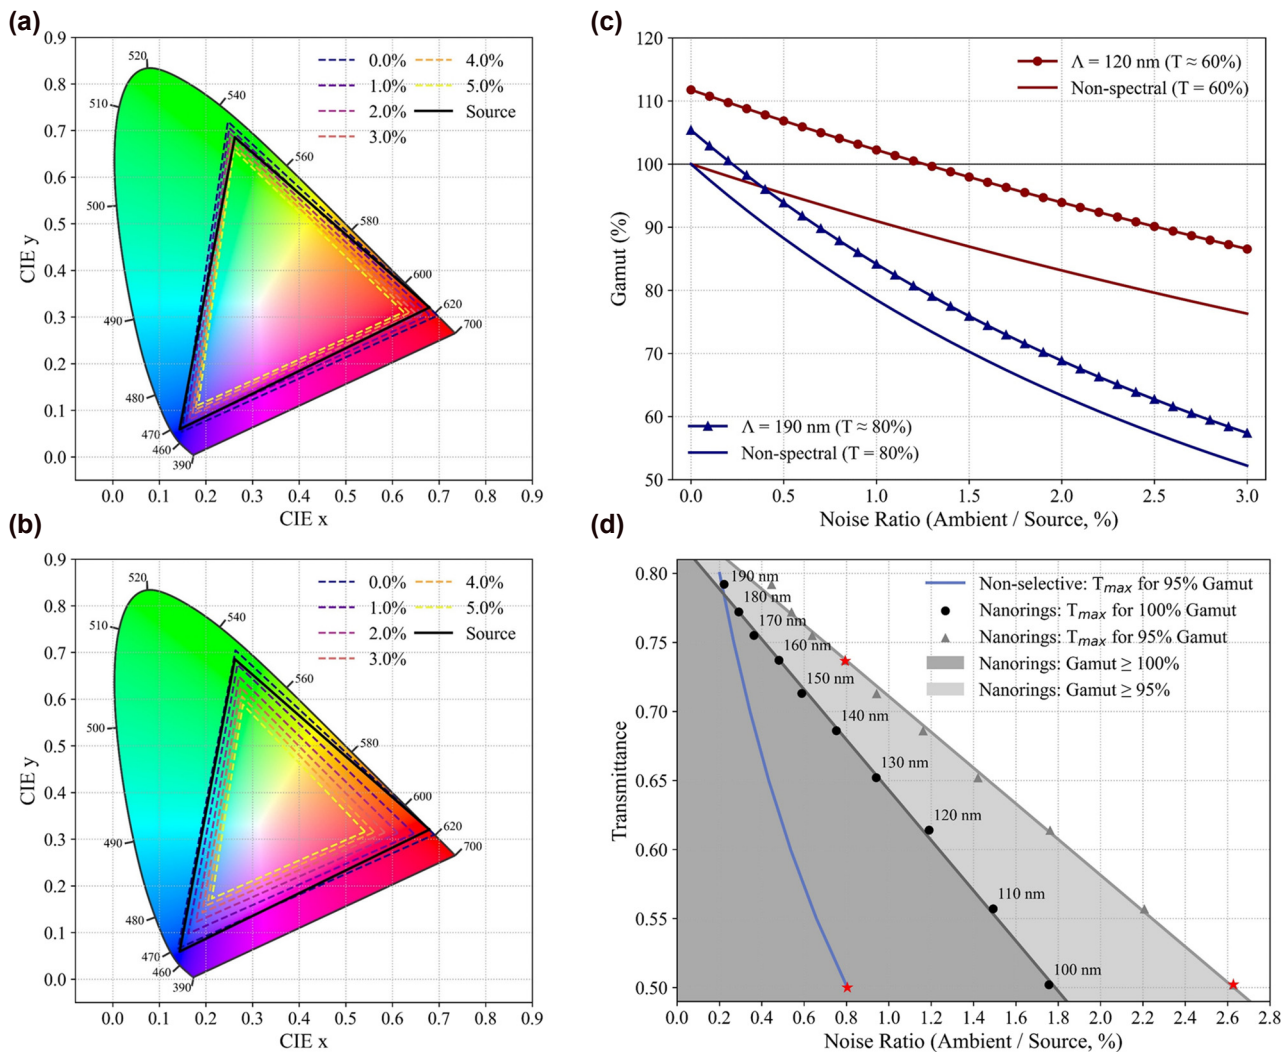 (a)
0.9
0.8
0.7
0.6
0.5
0.4
0.3
0.2
0.1
0.0
CIE y
0.0 0.1 0.2 0.3 0.4 0.5 0.6 0.7 0.8 0.9
CIE x
520
510
540
560
500
580
600
490
620
700
480
470
460
390
0.0%
1.0%
2.0%
3.0%
4.0%
5.0%
Source
(b)
0.9
0.8
0.7
0.6
0.5
0.4
0.3
0.2
0.1
0.0
CIE y
0.0 0.1 0.2 0.3 0.4 0.5 0.6 0.7 0.8 0.9
CIE x
520
510
540
560
500
580
600
490
620
700
480
470
460
390
0.0%
1.0%
2.0%
3.0%
4.0%
5.0%
Source
(c)
120
110
100
90
80
70
60
50
Gamut (%)
Λ = 120 nm (T ≈ 60%)
Non-spectral (T = 60%)
Λ = 190 nm (T ≈ 80%)
Non-spectral (T = 80%)
0.0 0.5 1.0 1.5 2.0 2.5 3.0
Noise Ratio (Ambient / Source, %)
(d)
0.80
0.75
0.70
0.65
0.60
0.55
0.50
Transmittance
190 nm
180 nm
170 nm
160 nm
150 nm
140 nm
130 nm
120 nm
110 nm
100 nm
Non-selective: Tmax for 95% Gamut
Nanorings: Tmax for 100% Gamut
Nanorings: Tmax for 95% Gamut
Nanorings: Gamut ≥ 100%
Nanorings: Gamut ≥ 95%
0.0 0.2 0.4 0.6 0.8 1.0 1.2 1.4 1.6 1.8 2.0 2.2 2.4 2.6 2.8
Noise Ratio (Ambient / Source, %)